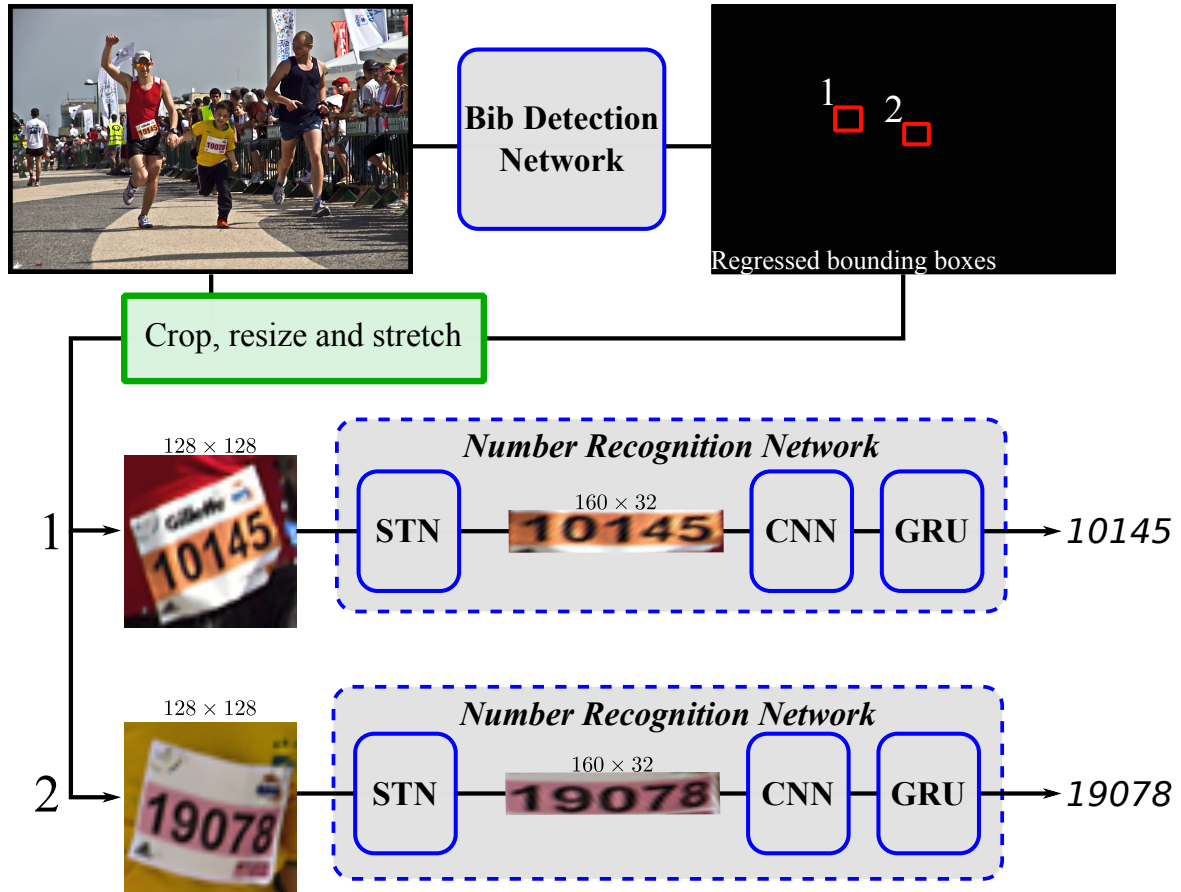 10145
19078
Bib Detection
Network
1
2
Regressed bounding boxes
Crop, resize and stretch
128 × 128
Number Recognition Network
1
Gillette
10145
STN
160 × 32
10145
CNN
GRU
10145
128 × 128
Number Recognition Network
2
19078
STN
160 × 32
19078
CNN
GRU
19078